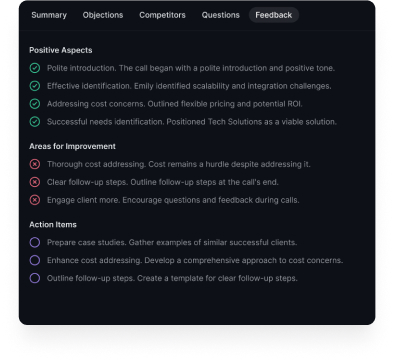 Summary Objections Competitors Questions Feedback
Positive Aspects
Polite introduction. The call began with a polite introduction and positive tone.
Effective identification. Emily identified scalability and integration challenges.
Addressing cost concerns. Outlined flexible pricing and potential ROI.
Successful needs identification. Positioned Tech Solutions as a viable solution.
Areas for Improvement
Thorough cost addressing. Cost remains a hurdle despite addressing it.
Clear follow-up steps. Outline follow-up steps at the call's end.
Engage client more. Encourage questions and feedback during calls.
Action Items
Prepare case studies. Gather examples of similar successful clients.
Enhance cost addressing. Develop a comprehensive approach to cost concerns.
Outline follow-up steps. Create a template for clear follow-up steps.